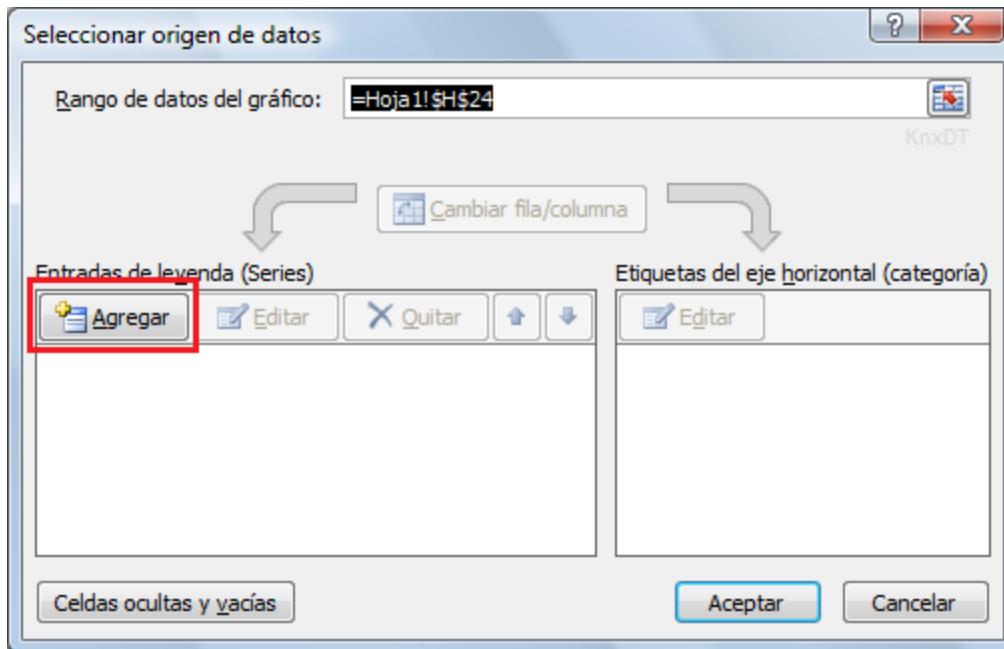 Seleccionar origen de datos
?
Rango de datos del gráfico: =Hoja1!$H$24
KnxDT
Cambiar fila/columna
Entradas de leyenda (Series)
Etiquetas del eje horizontal (categoría)
Agregar Editar Quitar Editar
Celdas ocultas y vacías Aceptar Cancelar